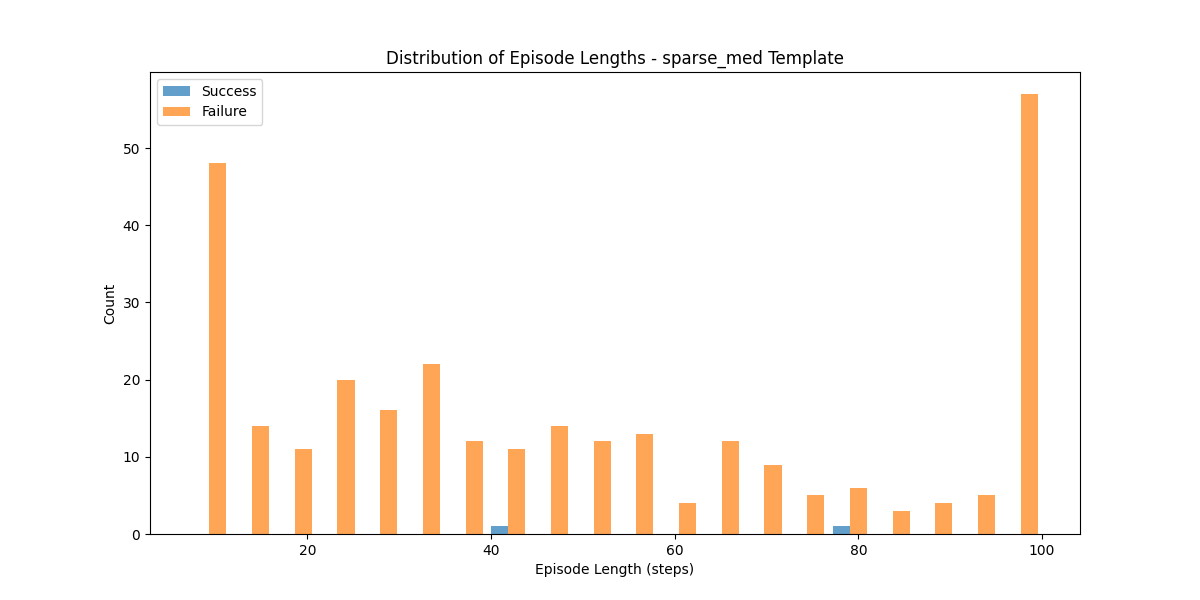 Distribution of Episode Lengths - sparse_med Template
Success
Failure
Count
50
40
30
20
10
0
20
40
60
80
100
Episode Length (steps)